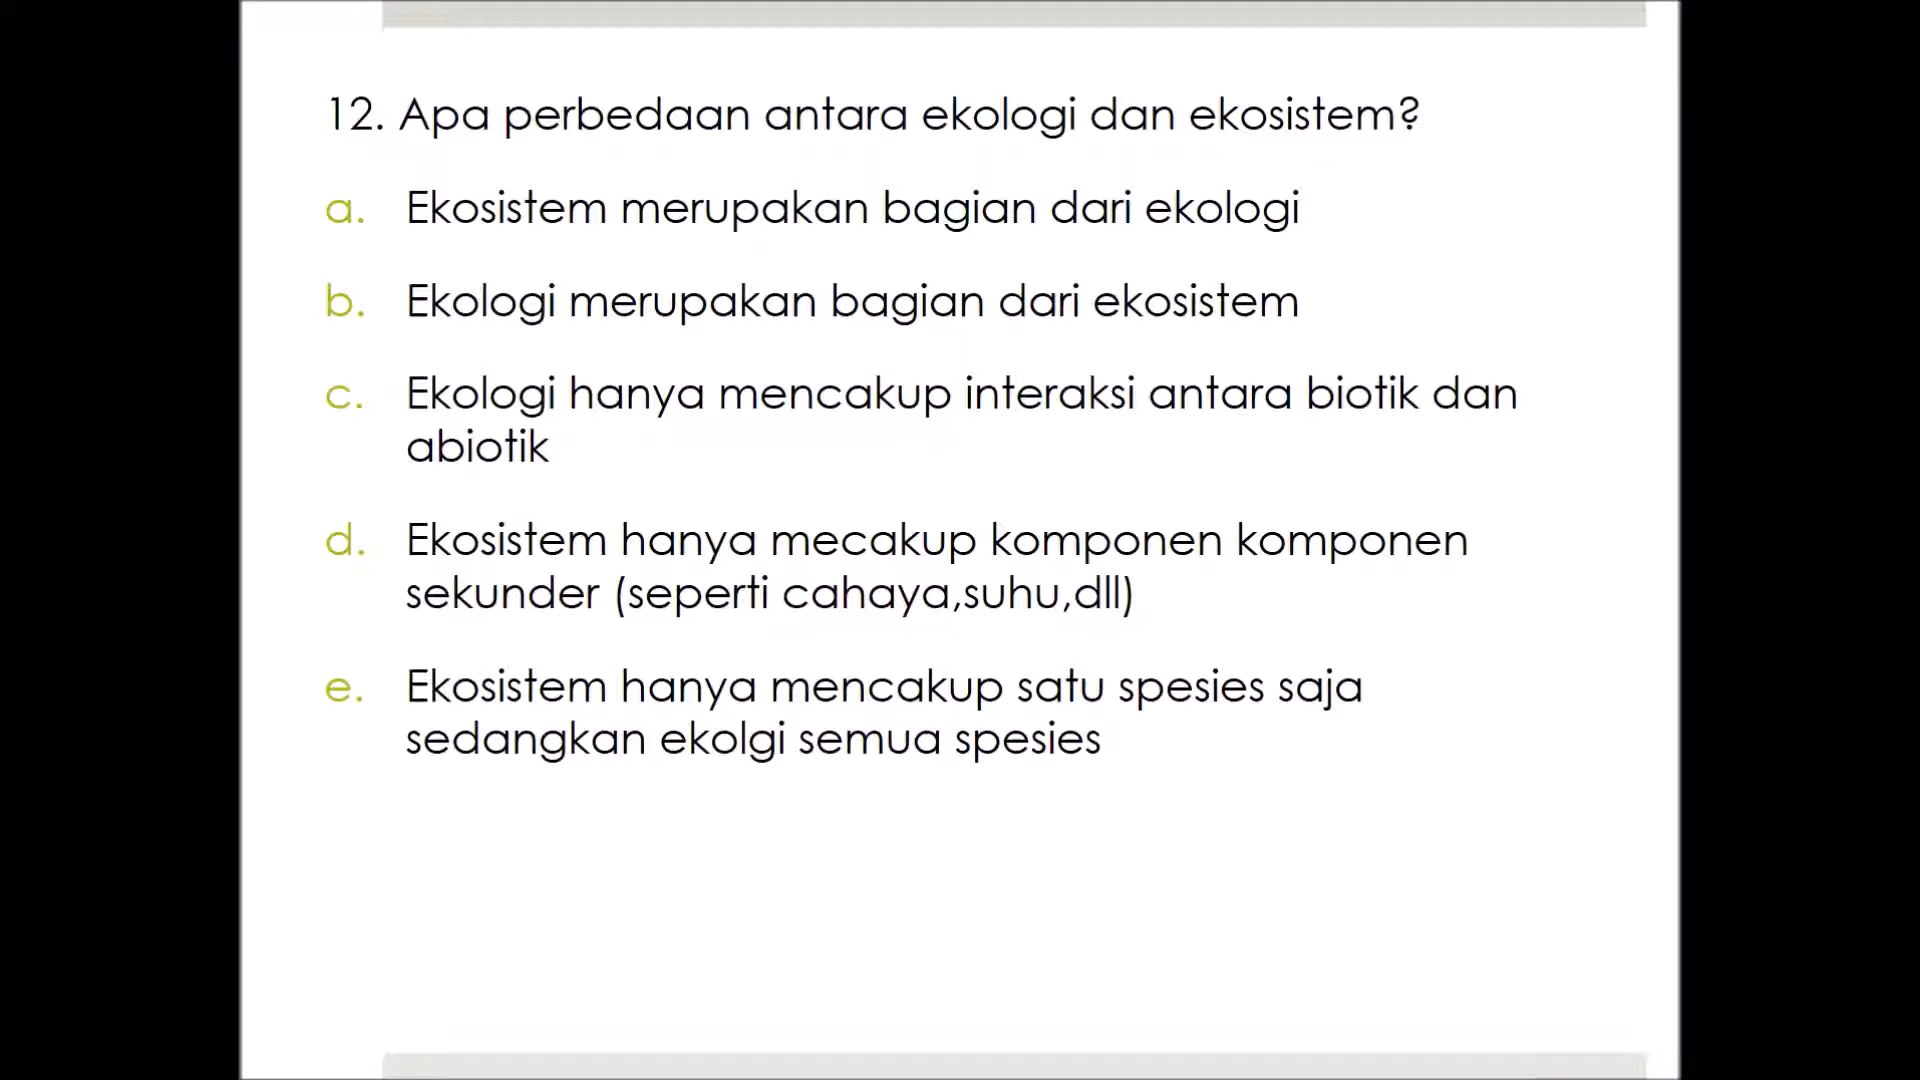 12. Apa perbedaan antara ekologi dan ekosistem?
a. Ekosistem merupakan bagian dari ekologi
b. Ekologi merupakan bagian dari ekosistem
c. Ekologi hanya mencakup interaksi antara biotik dan
abiotik
d. Ekosistem hanya mecakup komponen komponen
sekunder (seperti cahaya,suhu,dll)
e. Ekosistem hanya mencakup satu spesies saja
sedangkan ekolgi semua spesies